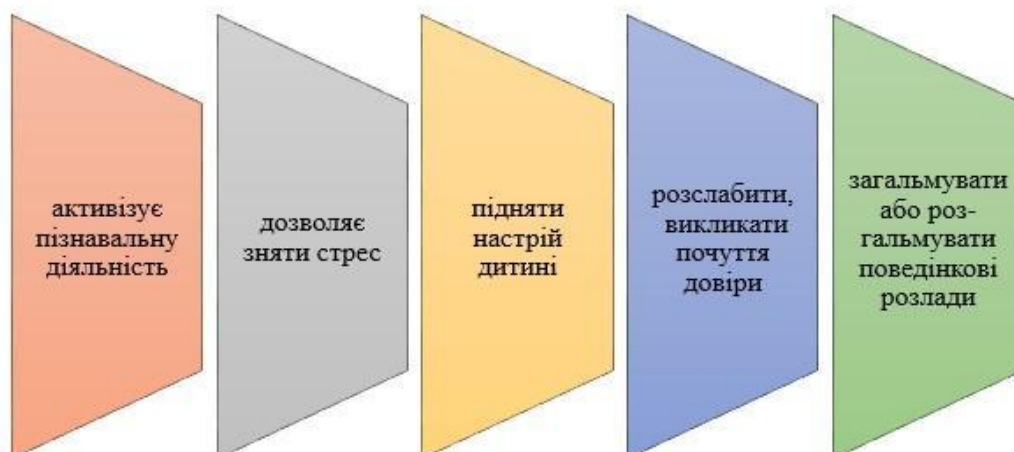 активізує
пізнавальну
діяльність
дозволяє
зняти стрес
підняти
настрій
дитині
розслабити,
викликати
почуття
довіри
загальмувати
або роз-
гальмувати
поведінкові
розлади